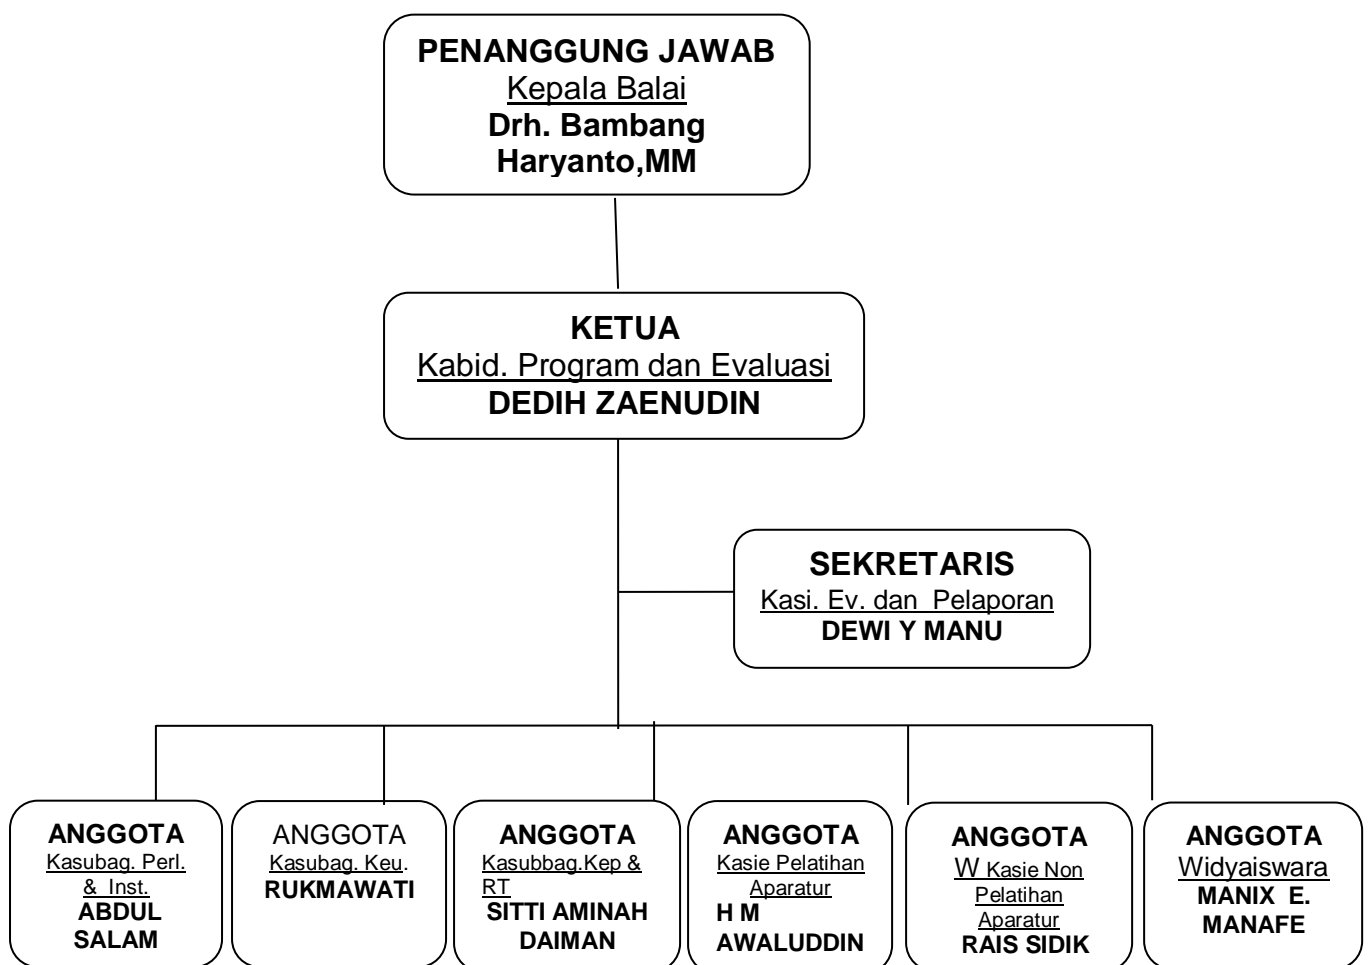 PENANGGUNG JAWAB
Kepala Balai
Drh. Bambang
Haryanto,MM
KETUA
Kabid. Program dan Evaluasi
DEDIH ZAENUDIN
SEKRETARIS
Kasi. Ev. dan Pelaporan
DEWI Y MANU
ANGGOTA
Kasubag. Perl.
& Inst.
ABDUL
SALAM
ANGGOTA
Kasubag. Keu.
RUKMAWATI
ANGGOTA
Kasubbag.Kep &
RT
SITTI AMINAH
DAIMAN
ANGGOTA
Kasie Pelatihan
Aparatur
H M
AWALUDDIN
ANGGOTA
W Kasie Non
Pelatihan
Aparatur
RAIS SIDIK
ANGGOTA
Widyaiswara
MANIX E.
MANAFE